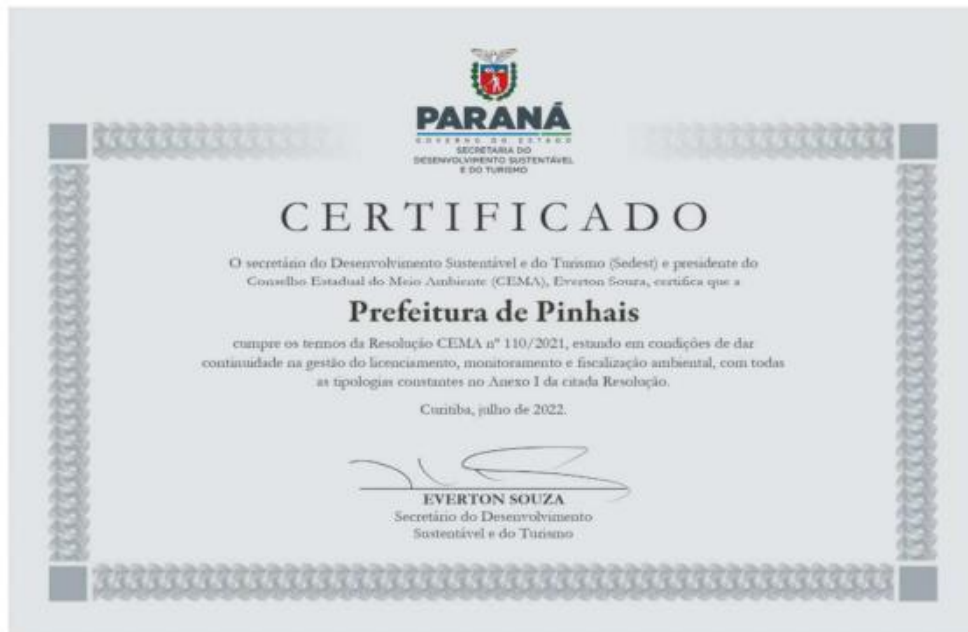 PARANÁ
GOVERNO DO ESTADO
SECRETARIA DO
DESENVOLVIMENTO SUSTENTÁVEL
E DO TURISMO
CERTIFICADO
O secretário do Desenvolvimento Sustentável e do Turismo (Sedest) e presidente do
Conselho Estadual do Meio Ambiente (CEMA), Everton Souza, certifica que a
Prefeitura de Pinhais
cumpre os termos da Resolução CEMA nº 110/2021, estando em condições de dar
continuidade na gestão do licenciamento, monitoramento e fiscalização ambiental, com todas
as tipologias constantes no Anexo I da citada Resolução.
Curitiba, julho de 2022.
EVERTON SOUZA
Secretário do Desenvolvimento
Sustentável e do Turismo